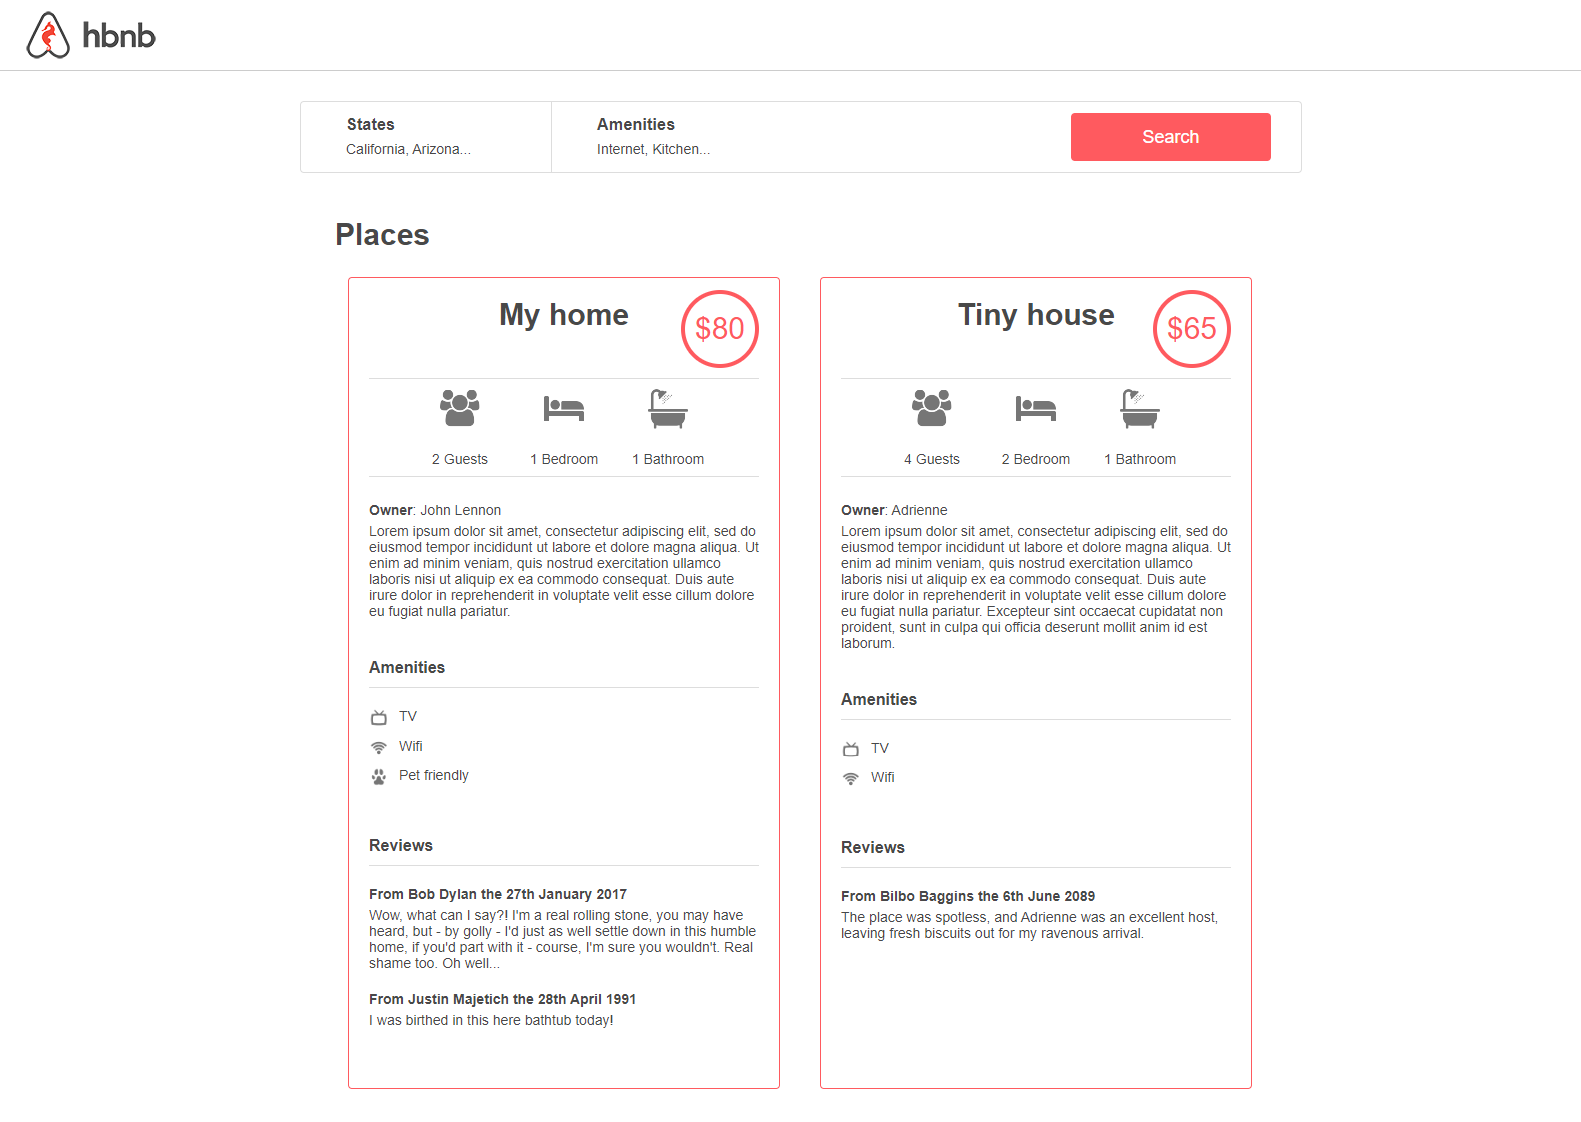 hbnb
States
California, Arizona...
Amenities
Internet, Kitchen...
Search
Places
My home
$80
2 Guests
1 Bedroom
1 Bathroom
Owner: John Lennon
Lorem ipsum dolor sit amet, consectetur adipiscing elit, sed do
eiusmod tempor incididunt ut labore et dolore magna aliqua. Ut
enim ad minim veniam, quis nostrud exercitation ullamco
laboris nisi ut aliquip ex ea commodo consequat. Duis aute
irure dolor in reprehenderit in voluptate velit esse cillum dolore
eu fugiat nulla pariatur.
Amenities
TV
Wifi
Pet friendly
Reviews
From Bob Dylan the 27th January 2017
Wow, what can I say?! I'm a real rolling stone, you may have
heard, but - by golly - I'd just as well settle down in this humble
home, if you'd part with it - course, I'm sure you wouldn't. Real
shame too. Oh well...
From Justin Majetich the 28th April 1991
I was birthed in this here bathtub today!
Tiny house
$65
4 Guests
2 Bedroom
1 Bathroom
Owner: Adrienne
Lorem ipsum dolor sit amet, consectetur adipiscing elit, sed do
eiusmod tempor incididunt ut labore et dolore magna aliqua. Ut
enim ad minim veniam, quis nostrud exercitation ullamco
laboris nisi ut aliquip ex ea commodo consequat. Duis aute
irure dolor in reprehenderit in voluptate velit esse cillum dolore
eu fugiat nulla pariatur. Excepteur sint occaecat cupidatat non
proident, sunt in culpa qui officia deserunt mollit anim id est
laborum.
Amenities
TV
Wifi
Reviews
From Bilbo Baggins the 6th June 2089
The place was spotless, and Adrienne was an excellent host,
leaving fresh biscuits out for my ravenous arrival.